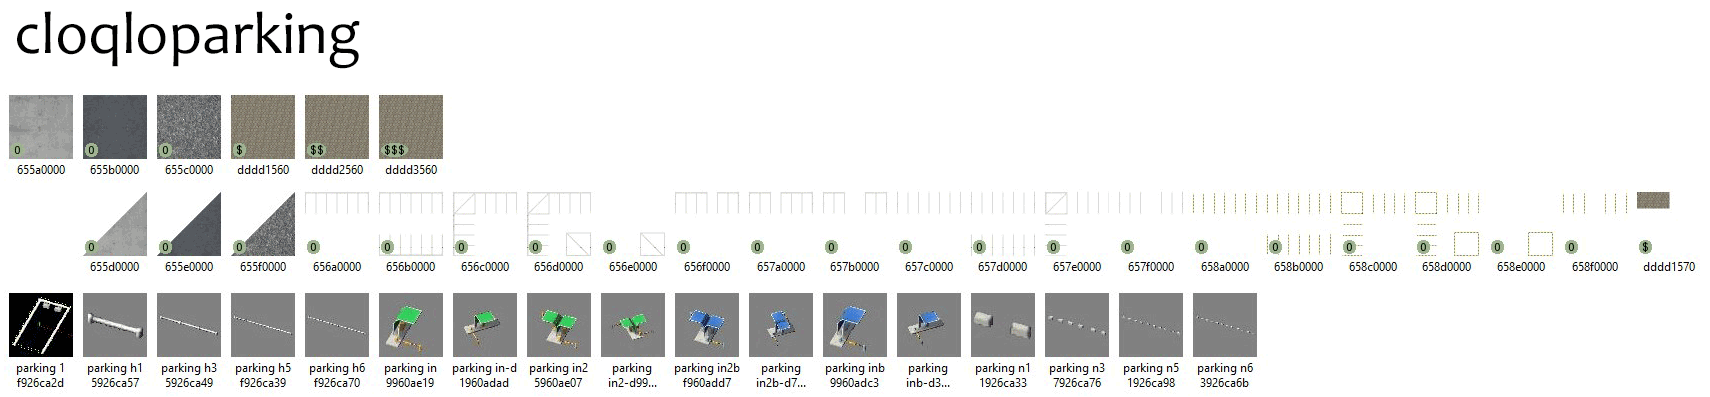 cloqloparking
0 0 0 $ $$ $$$
655a0000 655b0000 655c0000 dddd1560 dddd2560 dddd3560
0 0 0 0 0 0 0 0 0 0 0 0 0 0 0 0 0 0 0 0 0 $
655d0000 655e0000 655f0000 656a0000 656b0000 656c0000 656d0000 656e0000 656f0000 657a0000 657b0000 657c0000 657d0000 657e0000 657f0000 658a0000 658b0000 658c0000 658d0000 658e0000 658f0000 dddd1570
parking 1 parking h1 parking h3 parking h5 parking h6 parking in parking in-d parking in2 parking parking in2b parking parking inb parking parking n1 parking n3 parking n5 parking n6
f926ca2d 5926ca57 5926ca49 f926ca39 f926ca70 9960ae19 1960adad 5960ae07 in2-d99... f960add7 in2b-d7... 9960adc3 inb-d3... 1926ca33 7926ca76 1926ca98 3926ca6b